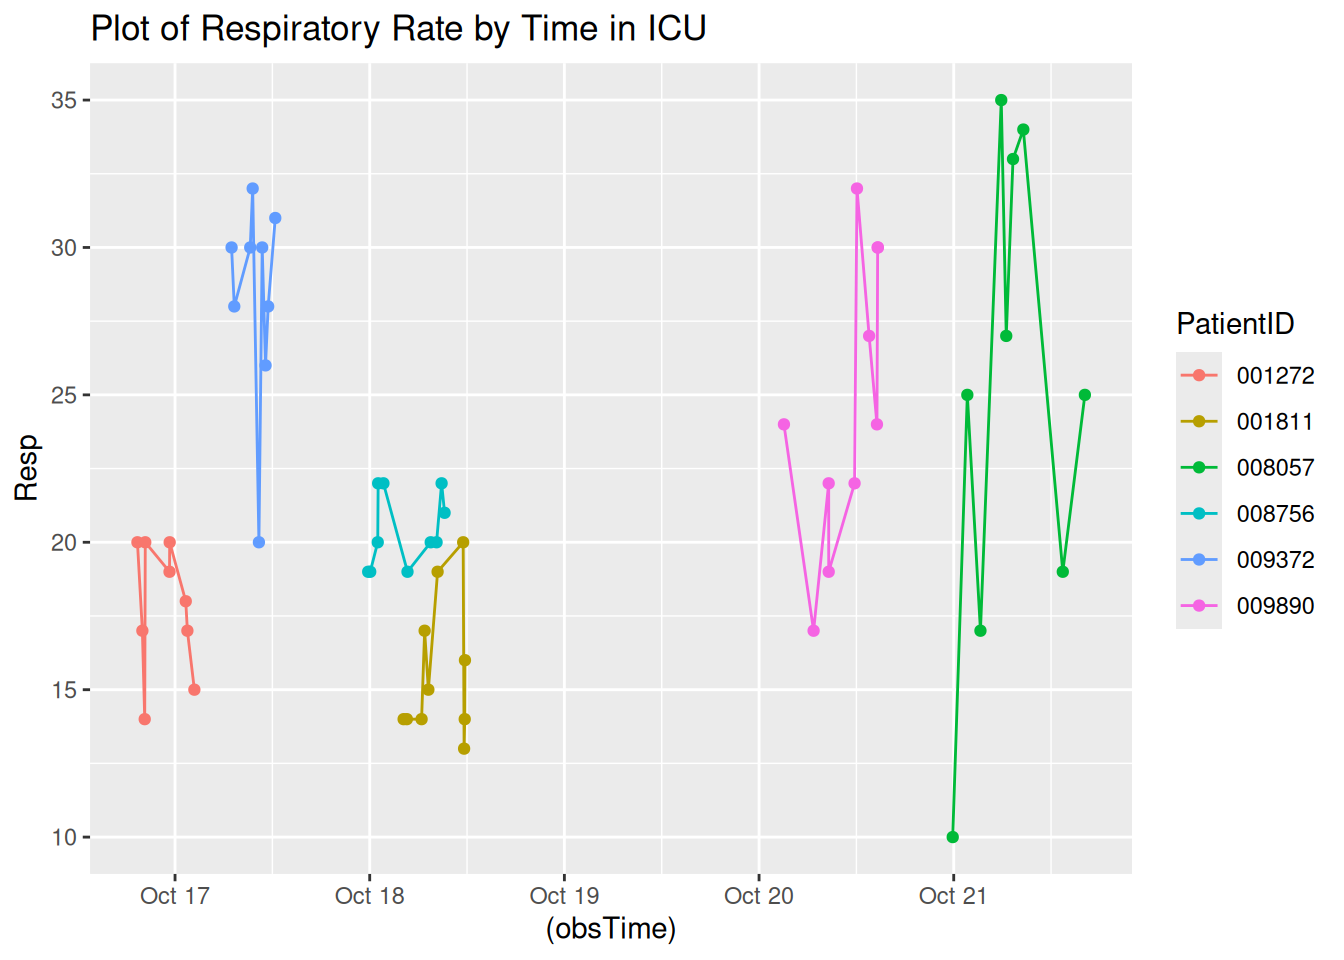 Plot of Respiratory Rate by Time in ICU
35
30
25
20
15
10
Resp
Oct 17 Oct 18 Oct 19 Oct 20 Oct 21
(obsTime)
PatientID
001272
001811
008057
008756
009372
009890